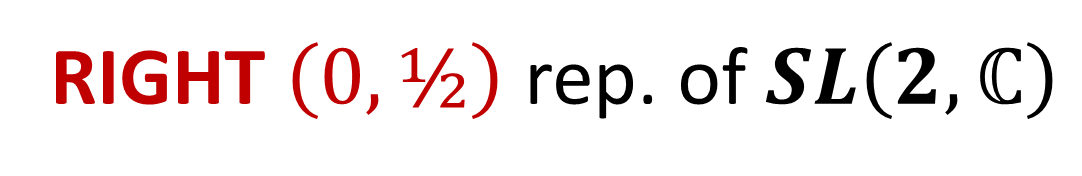 RIGHT (0, ½) rep. of SL(2, ℂ)